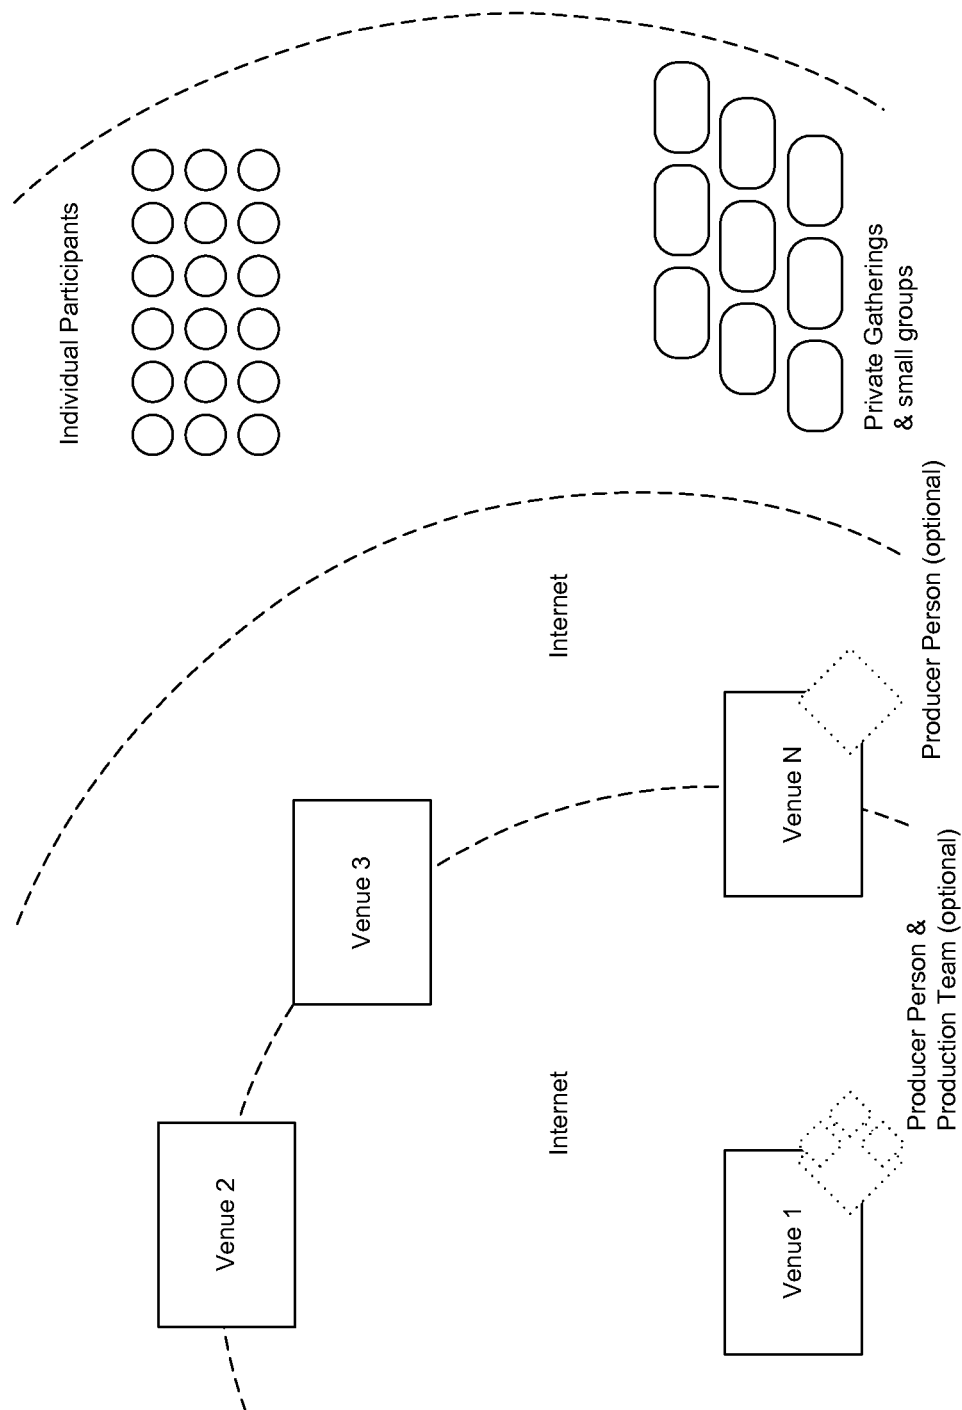 Individual Participants
Private Gatherings
& small groups
Internet
Producer Person (optional)
Venue N
Venue 3
Venue 2
Internet
Producer Person &
Production Team (optional)
Venue 1